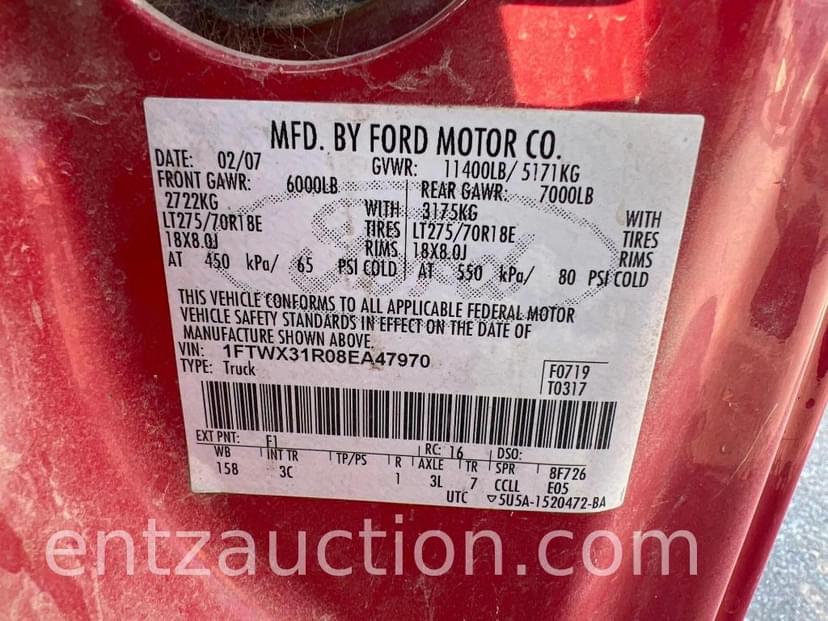 MFD. BY FORD MOTOR CO.
DATE: 02/07 GVWR: 11400LB/ 5171KG
FRONT GAWR: 6000LB REAR GAWR: 7000LB
2722KG WITH 3175KG WITH
LT275/70R18E TIRES LT275/70R18E TIRES
18X8.0J RIMS 18X8.0J RIMS
AT 450 kPa/ 65 PSI COLD AT 550 kPa/ 80 PSI COLD
Ford
THIS VEHICLE CONFORMS TO ALL APPLICABLE FEDERAL MOTOR
VEHICLE SAFETY STANDARDS IN EFFECT ON THE DATE OF
MANUFACTURE SHOWN ABOVE.
VIN: 1FTWX31R08EA47970
TYPE: Truck
F0719
T0317
EXT PNT: F1 RC: 16 DSO:
WB INT TR TP/PS R AXLE TR SPR 8F726
158 3C 1 3L 7 CCLL E05
UTC ▽5U5A-1520472-BA
entzauction.com